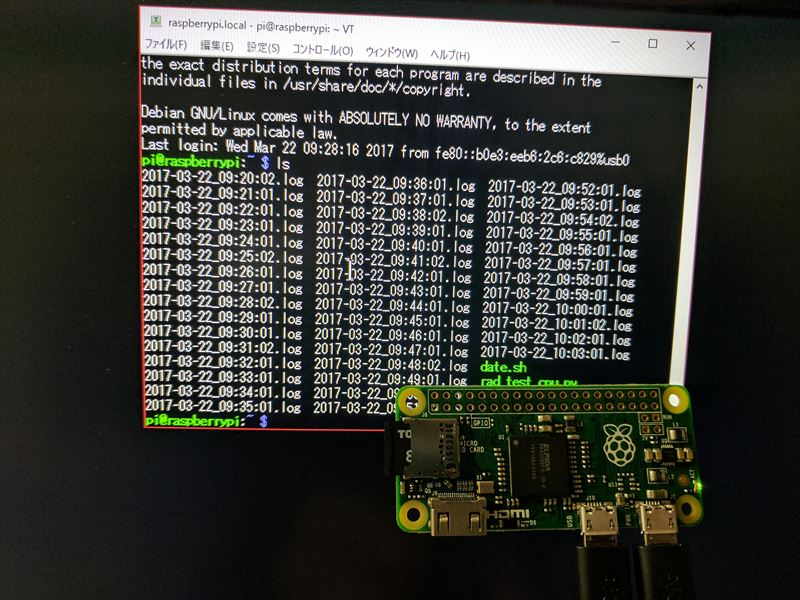 raspberrypi.local - pi@raspberrypi: ~ VT
ファイル(F) 編集(E) 設定(S) コントロール(O) ウィンドウ(W) ヘルプ(H)
the exact distribution terms for each program are described in the
individual files in /usr/share/doc/*/copyright.
Debian GNU/Linux comes with ABSOLUTELY NO WARRANTY, to the extent
permitted by applicable law.
Last login: Wed Mar 22 09:28:16 2017 from fe80::b0e3:eeb6:2c6:c829%usb0
pi@raspberrypi:~ $ ls
2017-03-22_09:20:02.log 2017-03-22_09:36:01.log 2017-03-22_09:52:01.log
2017-03-22_09:21:01.log 2017-03-22_09:37:01.log 2017-03-22_09:53:01.log
2017-03-22_09:22:01.log 2017-03-22_09:38:02.log 2017-03-22_09:54:02.log
2017-03-22_09:23:01.log 2017-03-22_09:39:01.log 2017-03-22_09:55:01.log
2017-03-22_09:24:01.log 2017-03-22_09:40:01.log 2017-03-22_09:56:01.log
2017-03-22_09:25:02.log 2017-03-22_09:41:02.log 2017-03-22_09:57:01.log
2017-03-22_09:26:01.log 2017-03-22_09:42:01.log 2017-03-22_09:58:01.log
2017-03-22_09:27:01.log 2017-03-22_09:43:01.log 2017-03-22_09:59:01.log
2017-03-22_09:28:02.log 2017-03-22_09:44:01.log 2017-03-22_10:00:01.log
2017-03-22_09:29:01.log 2017-03-22_09:45:01.log 2017-03-22_10:01:02.log
2017-03-22_09:30:01.log 2017-03-22_09:46:01.log 2017-03-22_10:02:01.log
2017-03-22_09:31:02.log 2017-03-22_09:47:01.log 2017-03-22_10:03:01.log
2017-03-22_09:32:01.log 2017-03-22_09:48:02.log date.sh
2017-03-22_09:33:01.log 2017-03-22_09:49:01.log rad_test_cpu.py
2017-03-22_09:34:01.log 2017-03-22_09:
2017-03-22_09:35:01.log 2017-03-22_09:
pi@raspberrypi:~ $
GPIO
RUN
HDMI
USB